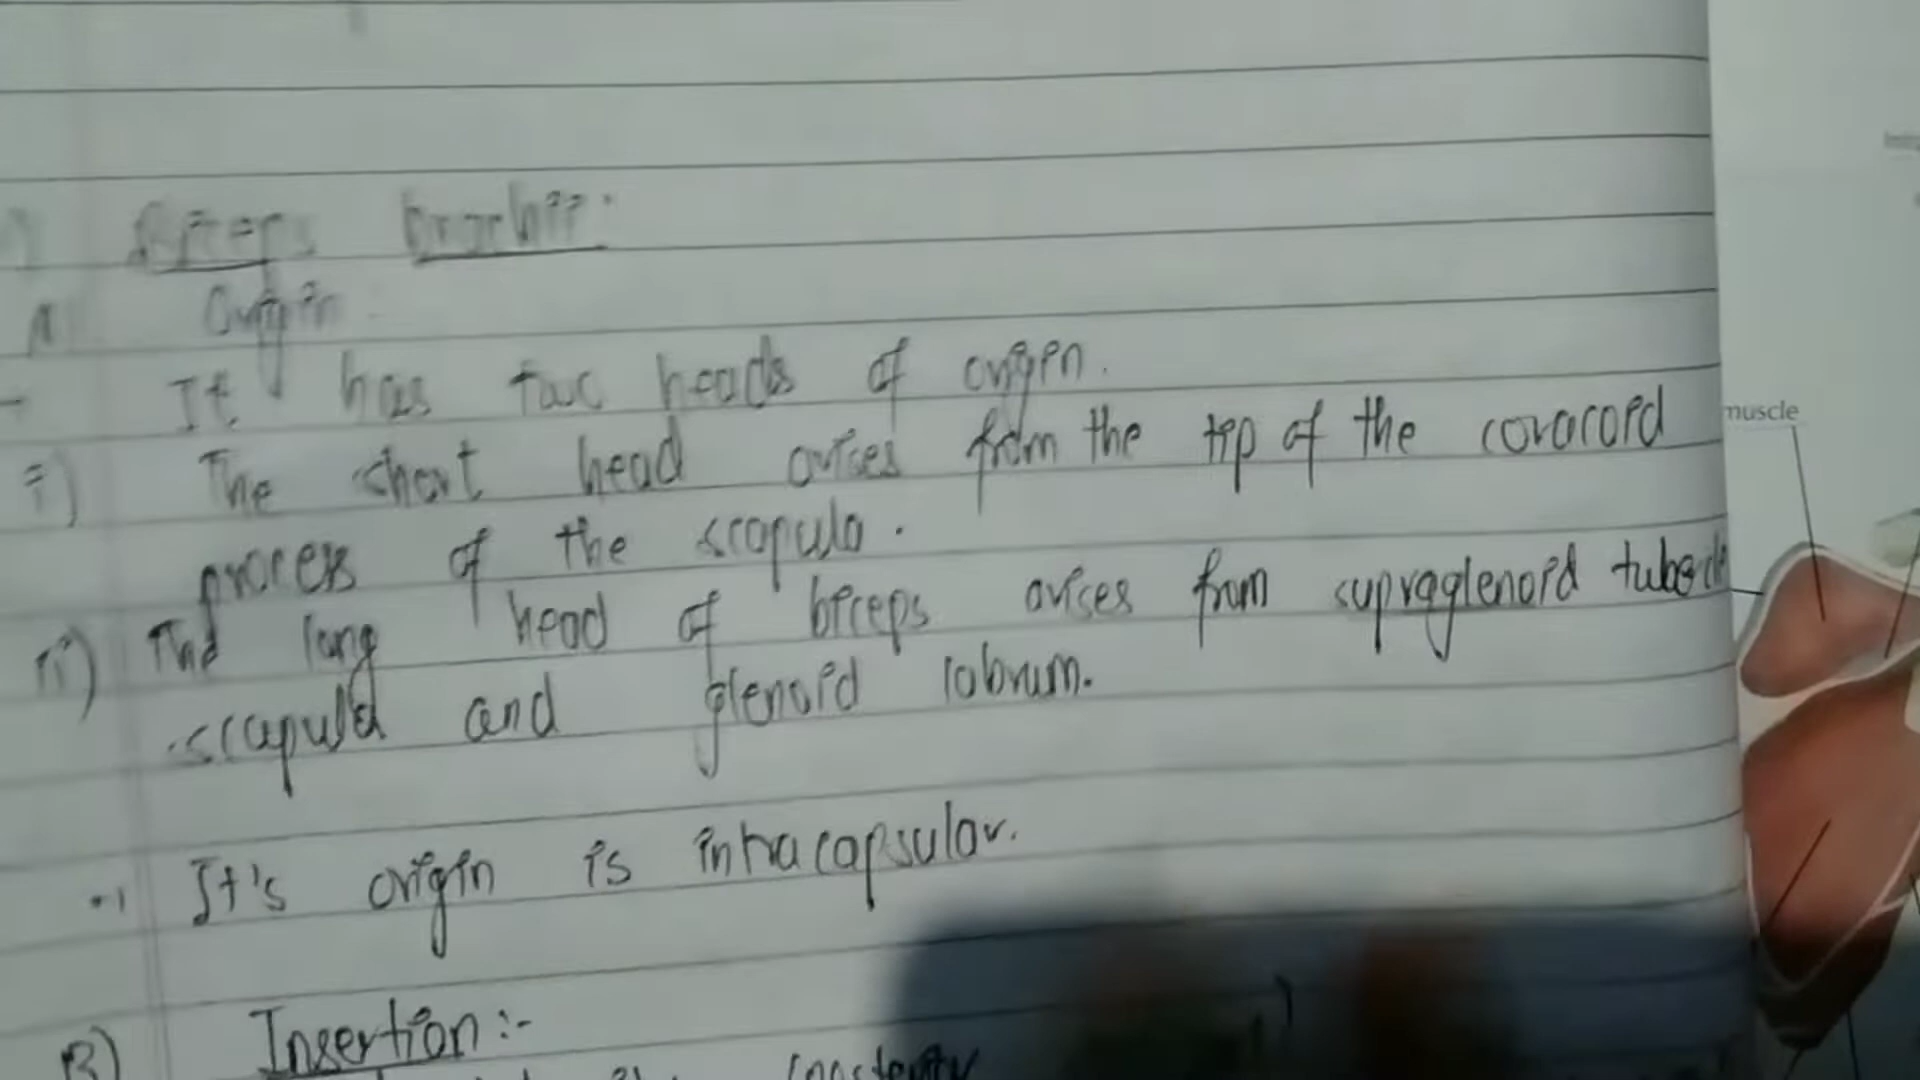 Biceps brachii:
A) Origin
It has two heads of origin.
i) The short head arises from the tip of the coracoid
process of the scapula.
ii) The long head of biceps arises from supraglenoid tubercle
scapula and glenoid labrum.
It's origin is intracapsular.
B) Insertion :-
muscle